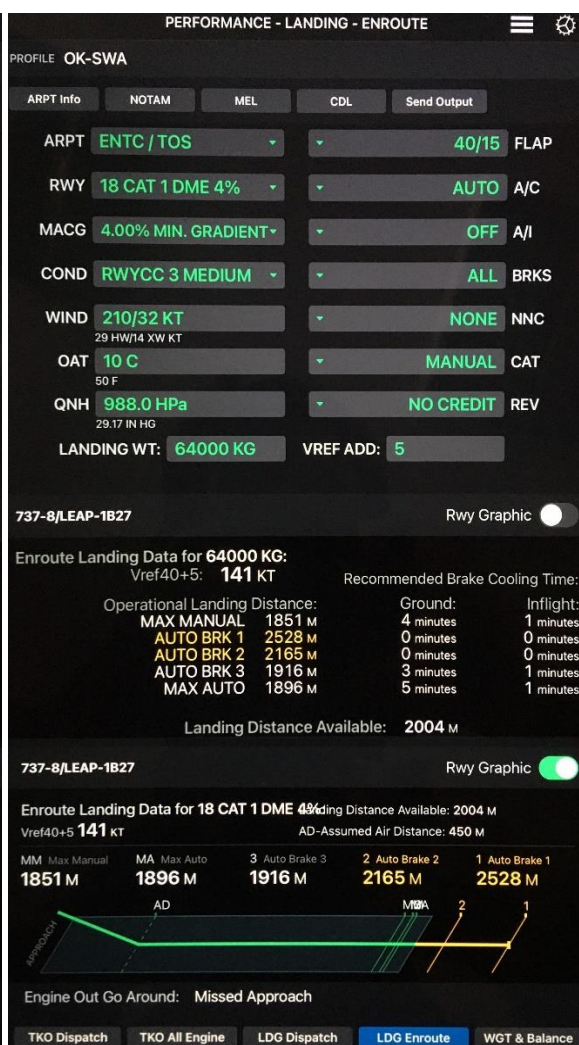 PERFORMANCE - LANDING - ENROUTE
PROFILE OK-SWA
ARPT Info NOTAM MEL CDL Send Output
ARPT ENTC / TOS 40/15 FLAP
RWY 18 CAT 1 DME 4% AUTO A/C
MACG 4.00% MIN. GRADIENT OFF A/I
COND RWYCC 3 MEDIUM ALL BRKS
WIND 210/32 KT NONE NNC
29 HW/14 XW KT
OAT 10 C MANUAL CAT
50 F
QNH 988.0 HPa NO CREDIT REV
29.17 IN HG
LANDING WT: 64000 KG VREF ADD: 5
737-8/LEAP-1B27 Rwy Graphic
Enroute Landing Data for 64000 KG:
Vref40+5: 141 KT Recommended Brake Cooling Time:
Operational Landing Distance: Ground: Inflight:
MAX MANUAL 1851 M 4 minutes 1 minutes
AUTO BRK 1 2528 M 0 minutes 0 minutes
AUTO BRK 2 2165 M 0 minutes 0 minutes
AUTO BRK 3 1916 M 3 minutes 1 minutes
MAX AUTO 1896 M 5 minutes 1 minutes
Landing Distance Available: 2004 M
737-8/LEAP-1B27 Rwy Graphic
Enroute Landing Data for 18 CAT 1 DME 4% Distance Available: 2004 M
Vref40+5 141 KT AD-Assumed Air Distance: 450 M
MM Max Manual MA Max Auto 3 Auto Brake 3 2 Auto Brake 2 1 Auto Brake 1
1851 M 1896 M 1916 M 2165 M 2528 M
AD MA 2 1
APPROACH
Engine Out Go Around: Missed Approach
TKO Dispatch TKO All Engine LDG Dispatch LDG Enroute WGT & Balance